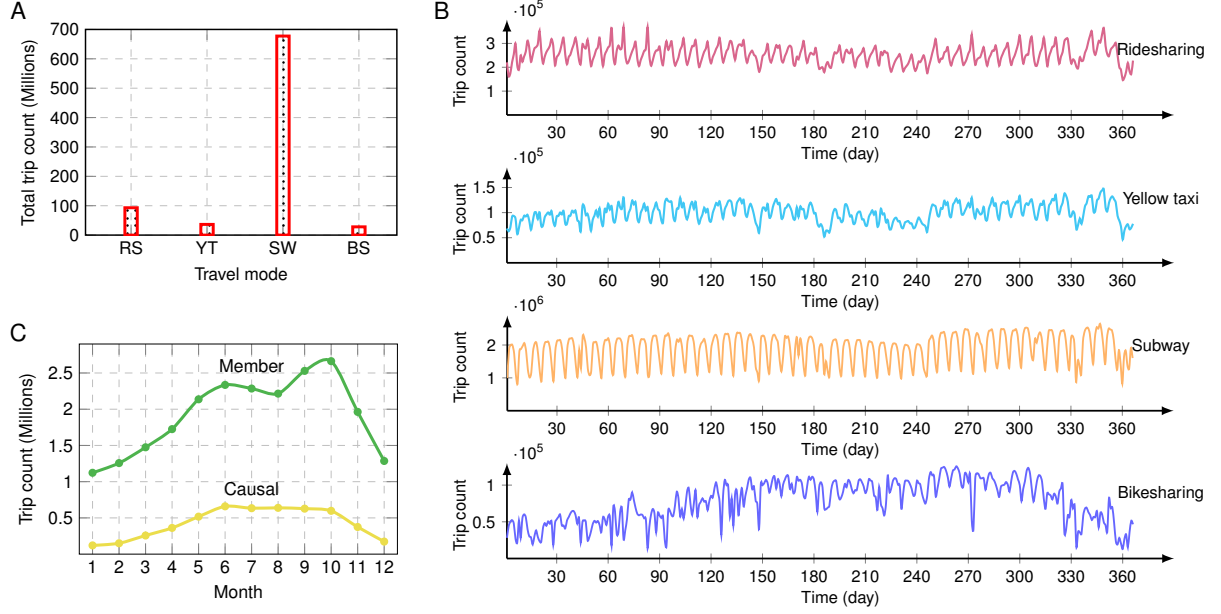 A
Total trip count (Millions)
700
600
500
400
300
200
100
0
RS YT SW BS
Travel mode
B
·10^5
Trip count
3
2
1
30 60 90 120 150 180 210 240 270 300 330 360
Time (day)
Ridesharing
·10^5
Trip count
1.5
1
0.5
30 60 90 120 150 180 210 240 270 300 330 360
Time (day)
Yellow taxi
·10^6
Trip count
2
1
30 60 90 120 150 180 210 240 270 300 330 360
Time (day)
Subway
·10^5
Trip count
1
0.5
30 60 90 120 150 180 210 240 270 300 330 360
Time (day)
Bikesharing
C
Trip count (Millions)
2.5
2
1.5
1
0.5
Member
Causal
1 2 3 4 5 6 7 8 9 10 11 12
Month